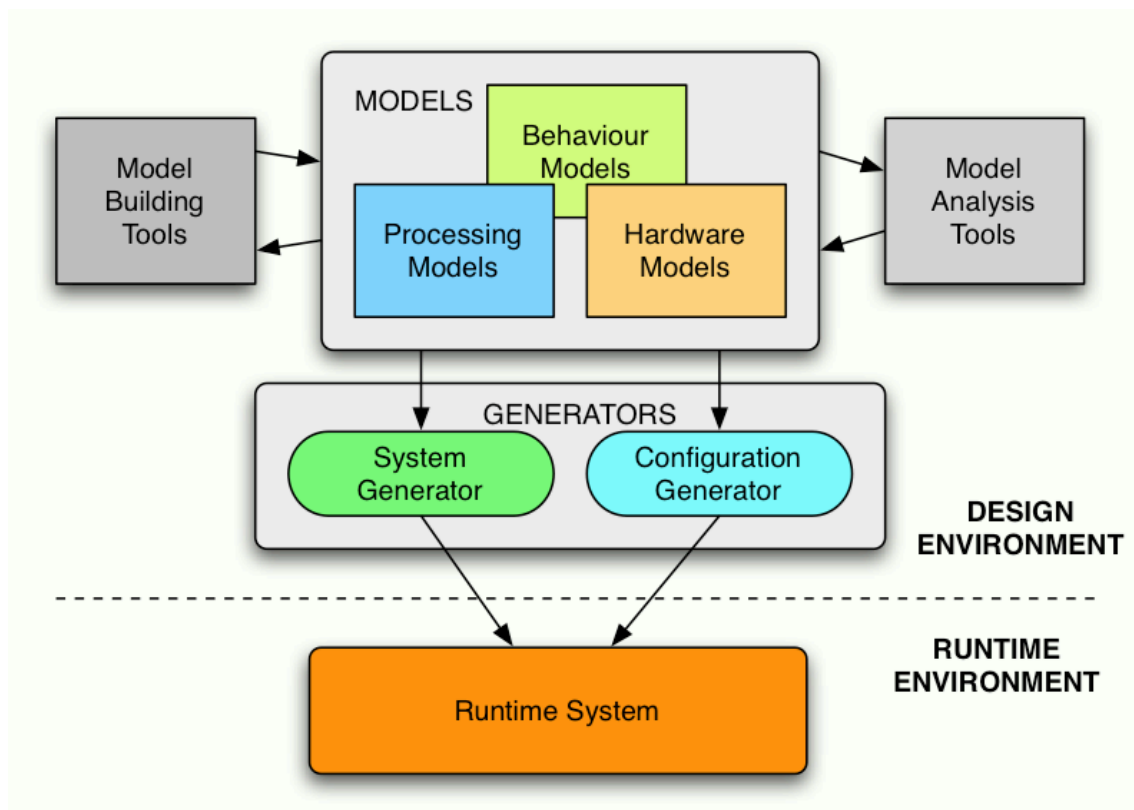 MODELS
Behaviour
Models
Model
Building
Tools
Processing
Models
Hardware
Models
Model
Analysis
Tools
GENERATORS
System
Generator
Configuration
Generator
DESIGN
ENVIRONMENT
RUNTIME
ENVIRONMENT
Runtime System